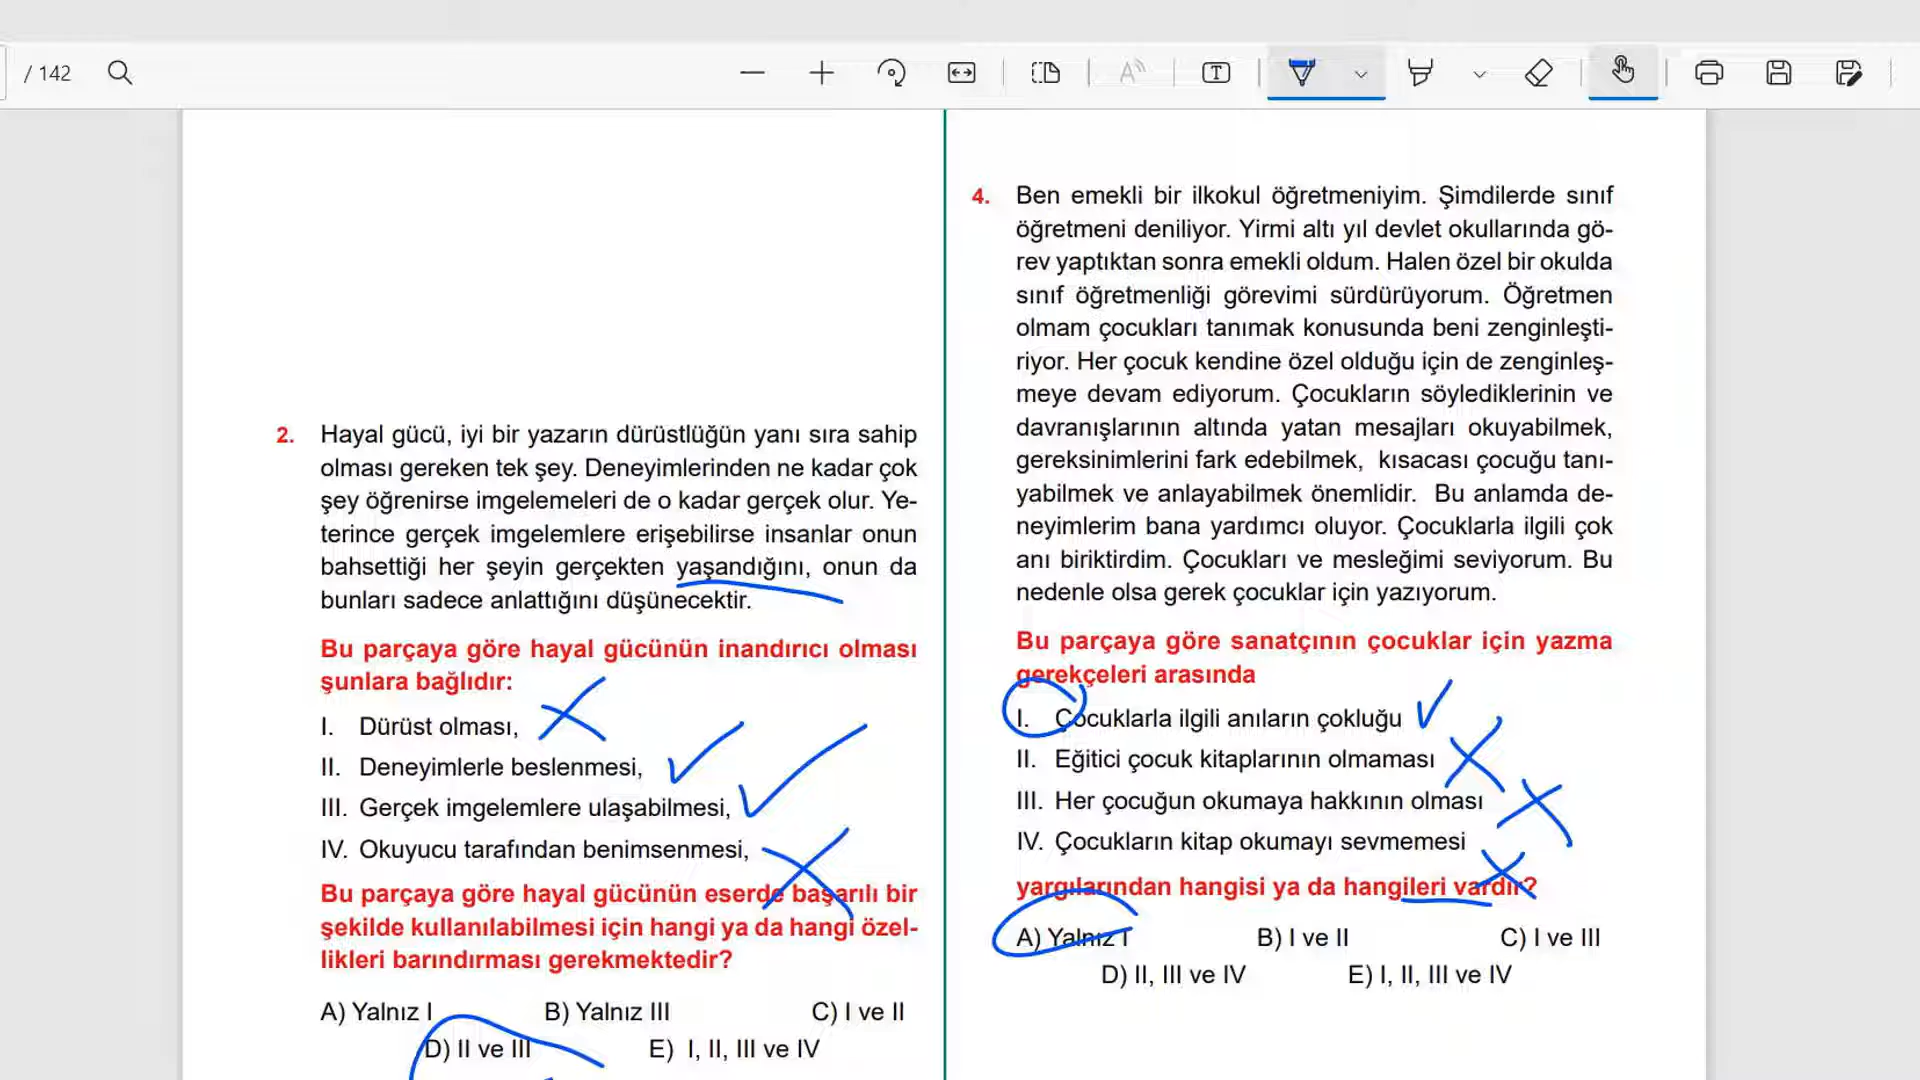 / 142
2. Hayal gücü, iyi bir yazarın dürüstlüğün yanı sıra sahip
olması gereken tek şey. Deneyimlerinden ne kadar çok
şey öğrenirse imgelemeleri de o kadar gerçek olur. Ye-
terince gerçek imgelemlere erişebilirse insanlar onun
bahsettiği her şeyin gerçekten yaşandığını, onun da
bunları sadece anlattığını düşünecektir.
Bu parçaya göre hayal gücünün inandırıcı olması
şunlara bağlıdır:
I. Dürüst olması,
II. Deneyimlerle beslenmesi,
III. Gerçek imgelemlere ulaşabilmesi,
IV. Okuyucu tarafından benimsenmesi,
Bu parçaya göre hayal gücünün eserde başarılı bir
şekilde kullanılabilmesi için hangi ya da hangi özel-
likleri barındırması gerekmektedir?
A) Yalnız I B) Yalnız III C) I ve II
D) II ve III E) I, II, III ve IV
4. Ben emekli bir ilkokul öğretmeniyim. Şimdilerde sınıf
öğretmeni deniliyor. Yirmi altı yıl devlet okullarında gö-
rev yaptıktan sonra emekli oldum. Halen özel bir okulda
sınıf öğretmenliği görevimi sürdürüyorum. Öğretmen
olmam çocukları tanımak konusunda beni zenginleşti-
riyor. Her çocuk kendine özel olduğu için de zenginleş-
meye devam ediyorum. Çocukların söylediklerinin ve
davranışlarının altında yatan mesajları okuyabilmek,
gereksinimlerini fark edebilmek, kısacası çocuğu tanı-
yabilmek ve anlayabilmek önemlidir. Bu anlamda de-
neyimlerim bana yardımcı oluyor. Çocuklarla ilgili çok
anı biriktirdim. Çocukları ve mesleğimi seviyorum. Bu
nedenle olsa gerek çocuklar için yazıyorum.
Bu parçaya göre sanatçının çocuklar için yazma
gerekçeleri arasında
I. Çocuklarla ilgili anıların çokluğu
II. Eğitici çocuk kitaplarının olmaması
III. Her çocuğun okumaya hakkının olması
IV. Çocukların kitap okumayı sevmemesi
yargılarından hangisi ya da hangileri vardır?
A) Yalnız I B) I ve II C) I ve III
D) II, III ve IV E) I, II, III ve IV